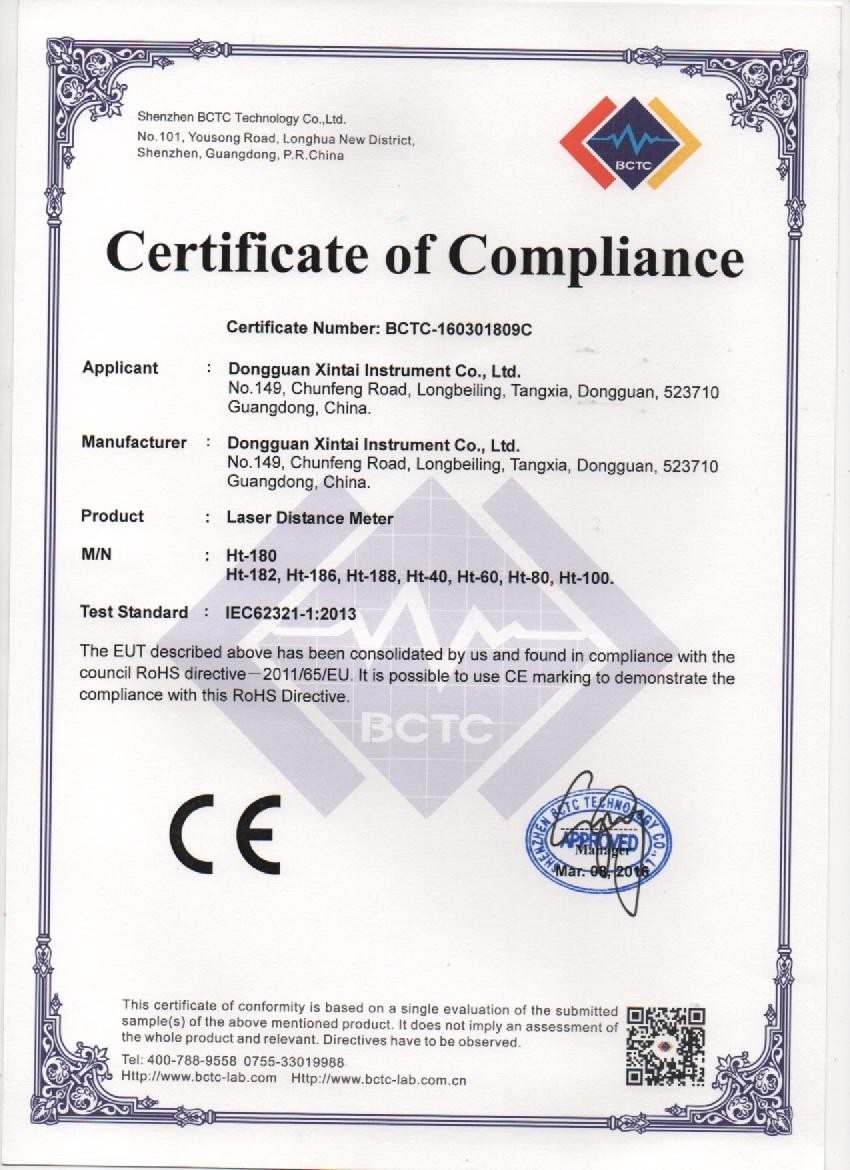 Shenzhen BCTC Technology Co.,Ltd.
No.101, Yousong Road, Longhua New District,
Shenzhen, Guangdong, P.R.China
BCTC
Certificate of Compliance
Certificate Number: BCTC-160301809C
Applicant : Dongguan Xintai Instrument Co., Ltd.
No.149, Chunfeng Road, Longbeiling, Tangxia, Dongguan, 523710
Guangdong, China.
Manufacturer : Dongguan Xintai Instrument Co., Ltd.
No.149, Chunfeng Road, Longbeiling, Tangxia, Dongguan, 523710
Guangdong, China.
Product : Laser Distance Meter
M/N : Ht-180
Ht-182, Ht-186, Ht-188, Ht-40, Ht-60, Ht-80, Ht-100.
Test Standard : IEC62321-1:2013
The EUT described above has been consolidated by us and found in compliance with the
council RoHS directive—2011/65/EU. It is possible to use CE marking to demonstrate the
compliance with this RoHS Directive.
BCTC
CE
SHENZHEN BCTC TECHNOLOGY CO.,L
APPROVED
Manager
Mar. 08, 2016
This certificate of conformity is based on a single evaluation of the submitted
sample(s) of the above mentioned product. It does not imply an assessment of
the whole product and relevant. Directives have to be observed.
Tel: 400-788-9558 0755-33019988
Http://www.bctc-lab.com Http://www.bctc-lab.com.cn